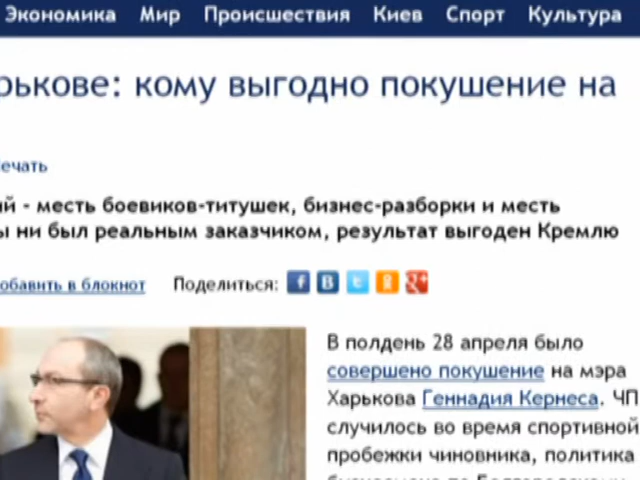 Экономика Мир Происшествия Киев Спорт Культура
рькове: кому выгодно покушение на
ечать
ий - месть боевиков-титушек, бизнес-разборки и месть
ы ни был реальным заказчиком, результат выгоден Кремлю
обавить в блокнот Поделиться:
В полдень 28 апреля было
совершено покушение на мэра
Харькова Геннадия Кернеса. ЧП
случилось во время спортивной
пробежки чиновника, политика